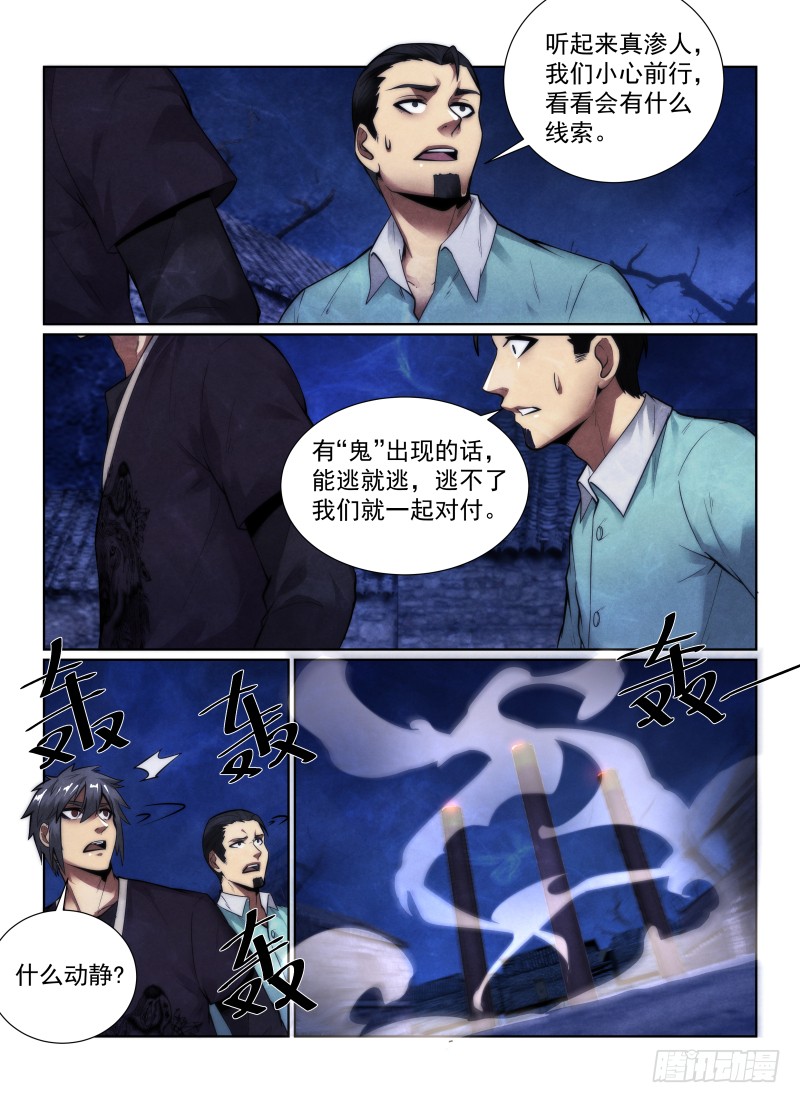 听起来真渗人，
我们小心前行，
看看会有什么
线索。
有“鬼”出现的话，
能逃就逃，逃不了
我们就一起对付。
轰
轰
轰
轰
什么动静?
腾讯动漫